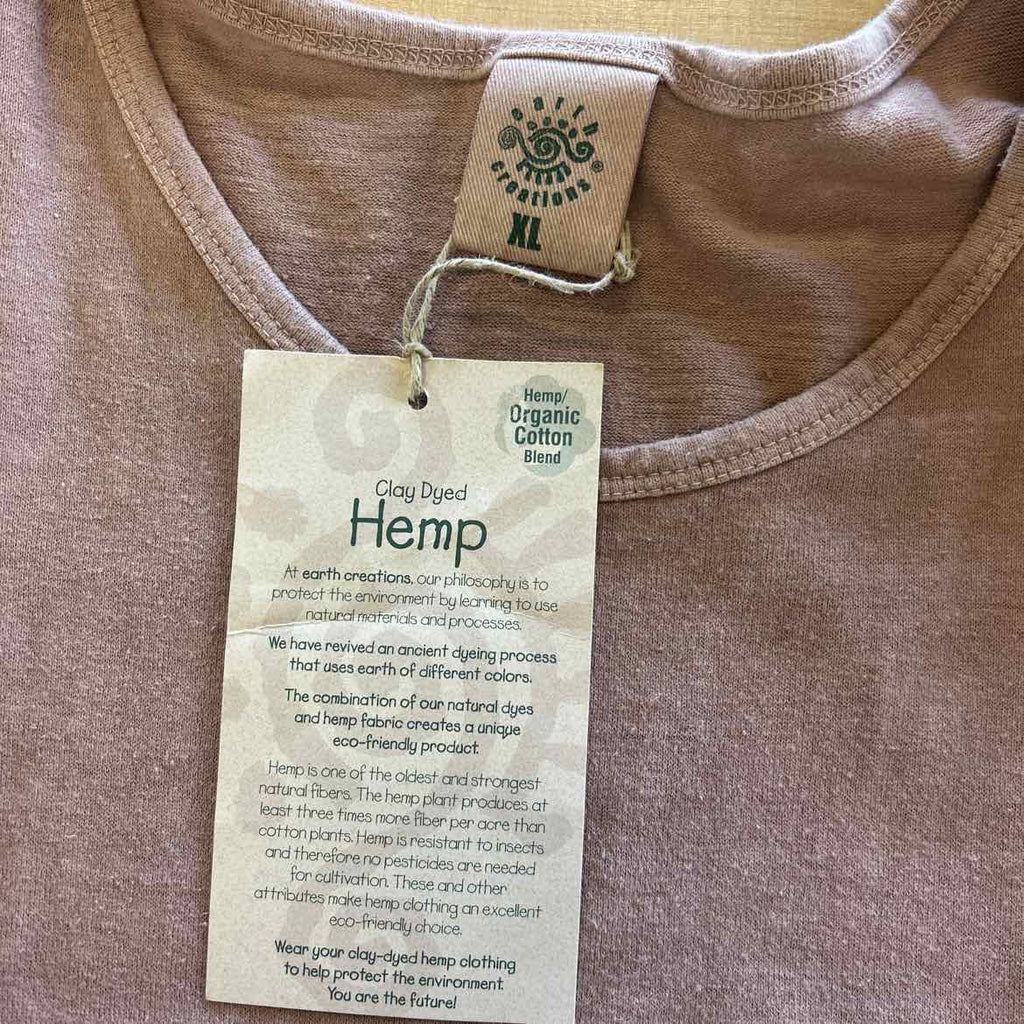 earth
creations®
XL
Hemp/
Organic
Cotton
Blend
Clay Dyed
Hemp
At earth creations, our philosophy is to
protect the environment by learning to use
natural materials and processes.
We have revived an ancient dyeing process
that uses earth of different colors.
The combination of our natural dyes
and hemp fabric creates a unique
eco-friendly product.
Hemp is one of the oldest and strongest
natural fibers. The hemp plant produces at
least three times more fiber per acre than
cotton plants. Hemp is resistant to insects
and therefore no pesticides are needed
for cultivation. These and other
attributes make hemp clothing an excellent
eco-friendly choice.
Wear your clay-dyed hemp clothing
to help protect the environment.
You are the future!